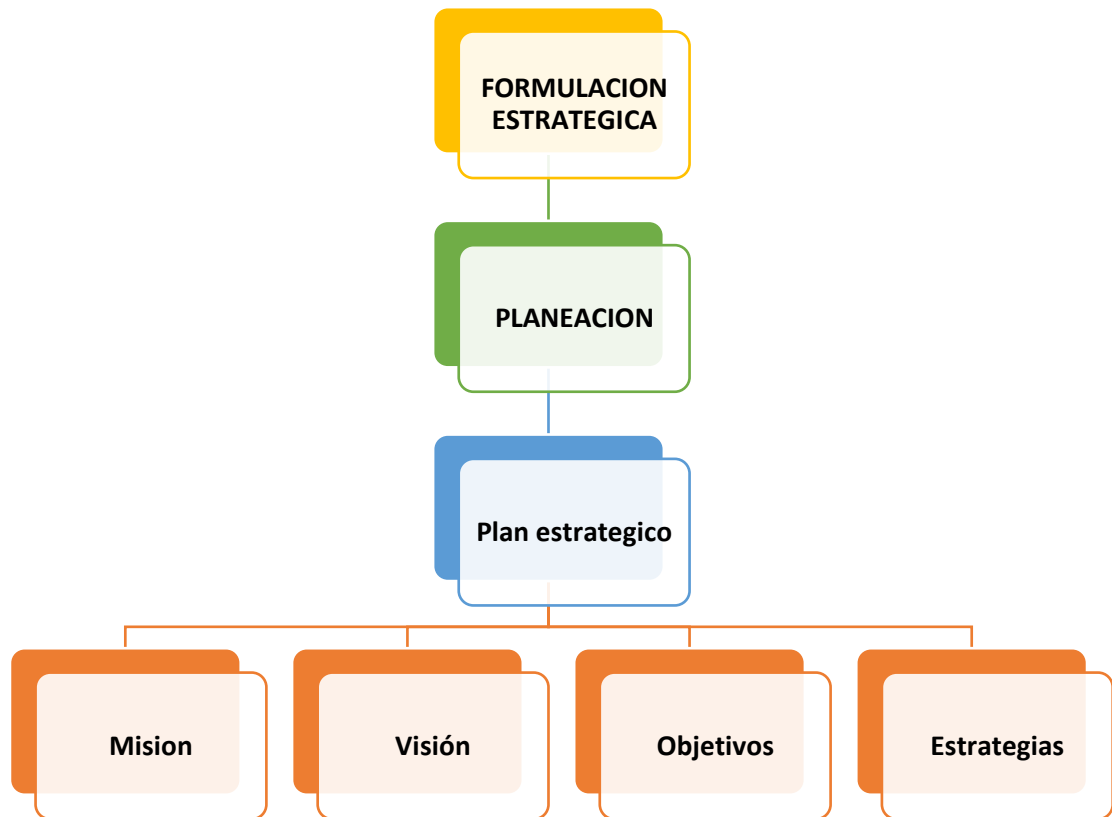 FORMULACION
ESTRATEGICA
PLANEACION
Plan estrategico
Mision
Visión
Objetivos
Estrategias